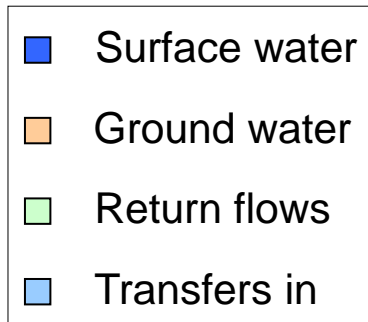 Surface water
Ground water
Return flows
Transfers in